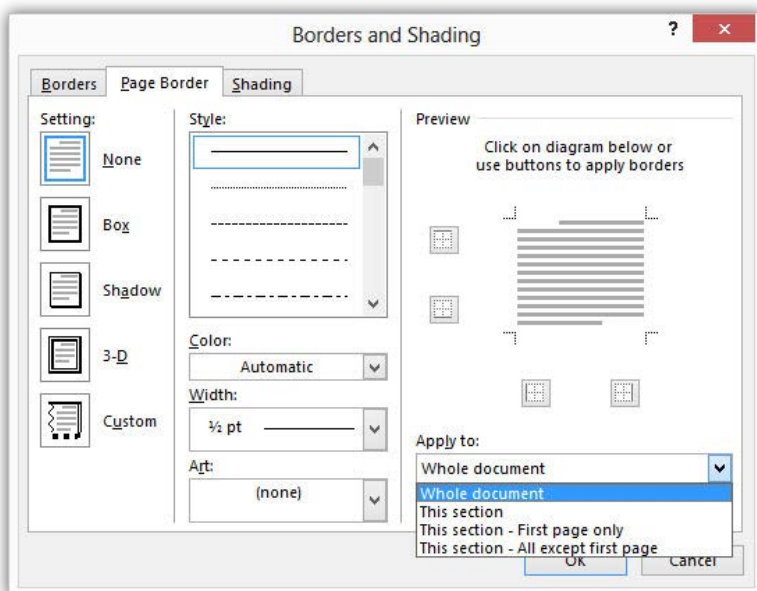 Borders and Shading
?
Borders
Page Border
Shading
Setting:
None
Box
Shadow
3-D
Custom
Style:
Color:
Automatic
Width:
½ pt
Art:
(none)
Preview
Click on diagram below or
use buttons to apply borders
Apply to:
Whole document
Whole document
This section
This section - First page only
This section - All except first page
OK
Cancel